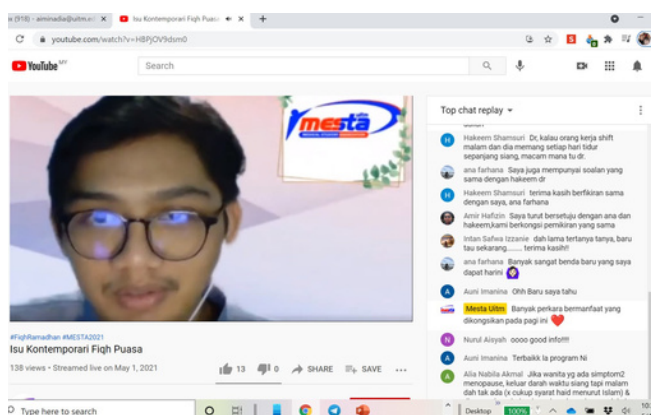 (918) - aiminadia@uitm.ed
Isu Kontemporari Fiqh Puas
youtube.com/watch?v=HBPjOV9dsm0
YouTube MY
Search
mesta
Top chat replay
Hakeem Shamsuri Dr, kalau orang kerja shift
malam dan dia memang setiap hari tidur
sepanjang siang, macam mana tu dr.
ana farhana Saya juga mempunyai soalan yang
sama dengan hakeem dr
Hakeem Shamsuri terima kasih berfikiran sama
dengan saya, ana farhana
Amir Hafizin Saya turut bersetuju dengan ana dan
hakeem,kami berkongsi pemikiran yang sama
Intan Safwa Izzanie dah lama tertanya tanya, baru
tau sekarang........ terima kasih!!
ana farhana Banyak sangat benda baru yang saya
dapat harini
Auni Imanina Ohh Baru saya tahu
Mesta Uitm Banyak perkara bermanfaat yang
dikongsikan pada pagi ini
Nurul Aisyah oooo good info!!!!
Auni Imanina Terbaikk la program Ni
Alia Nabila Akmal Jika wanita yg ada simptom2
menopause, keluar darah waktu siang tapi malam
dah tak ada (x cukup syarat haid menurut Islam) &
#FiqhRamadhan #MESTA2021
Isu Kontemporari Fiqh Puasa
138 views • Streamed live on May 1, 2021
13
0
SHARE
SAVE
Type here to search
Desktop
100%
10: